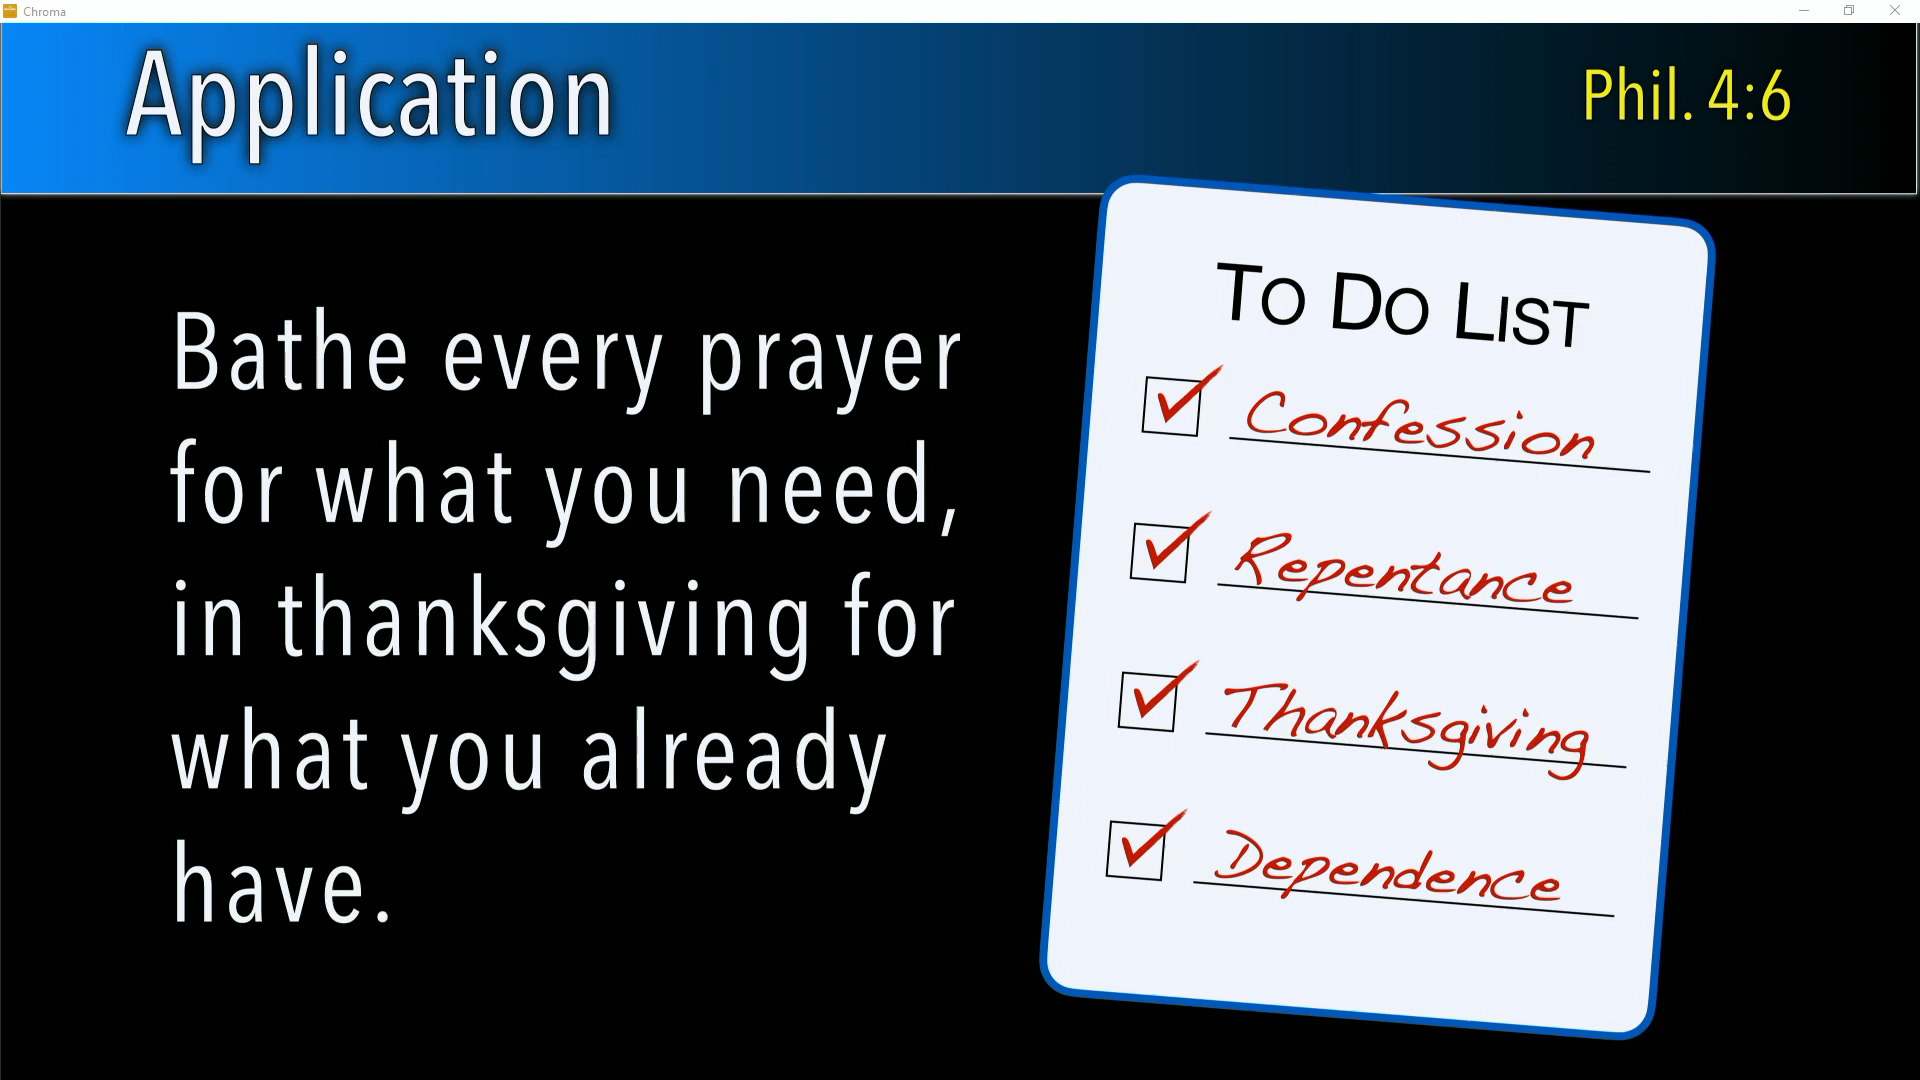 Chroma
Application
Phil. 4:6
Bathe every prayer
for what you need,
in thanksgiving for
what you already
have.
To Do List
Confession
Repentance
Thanksgiving
Dependence